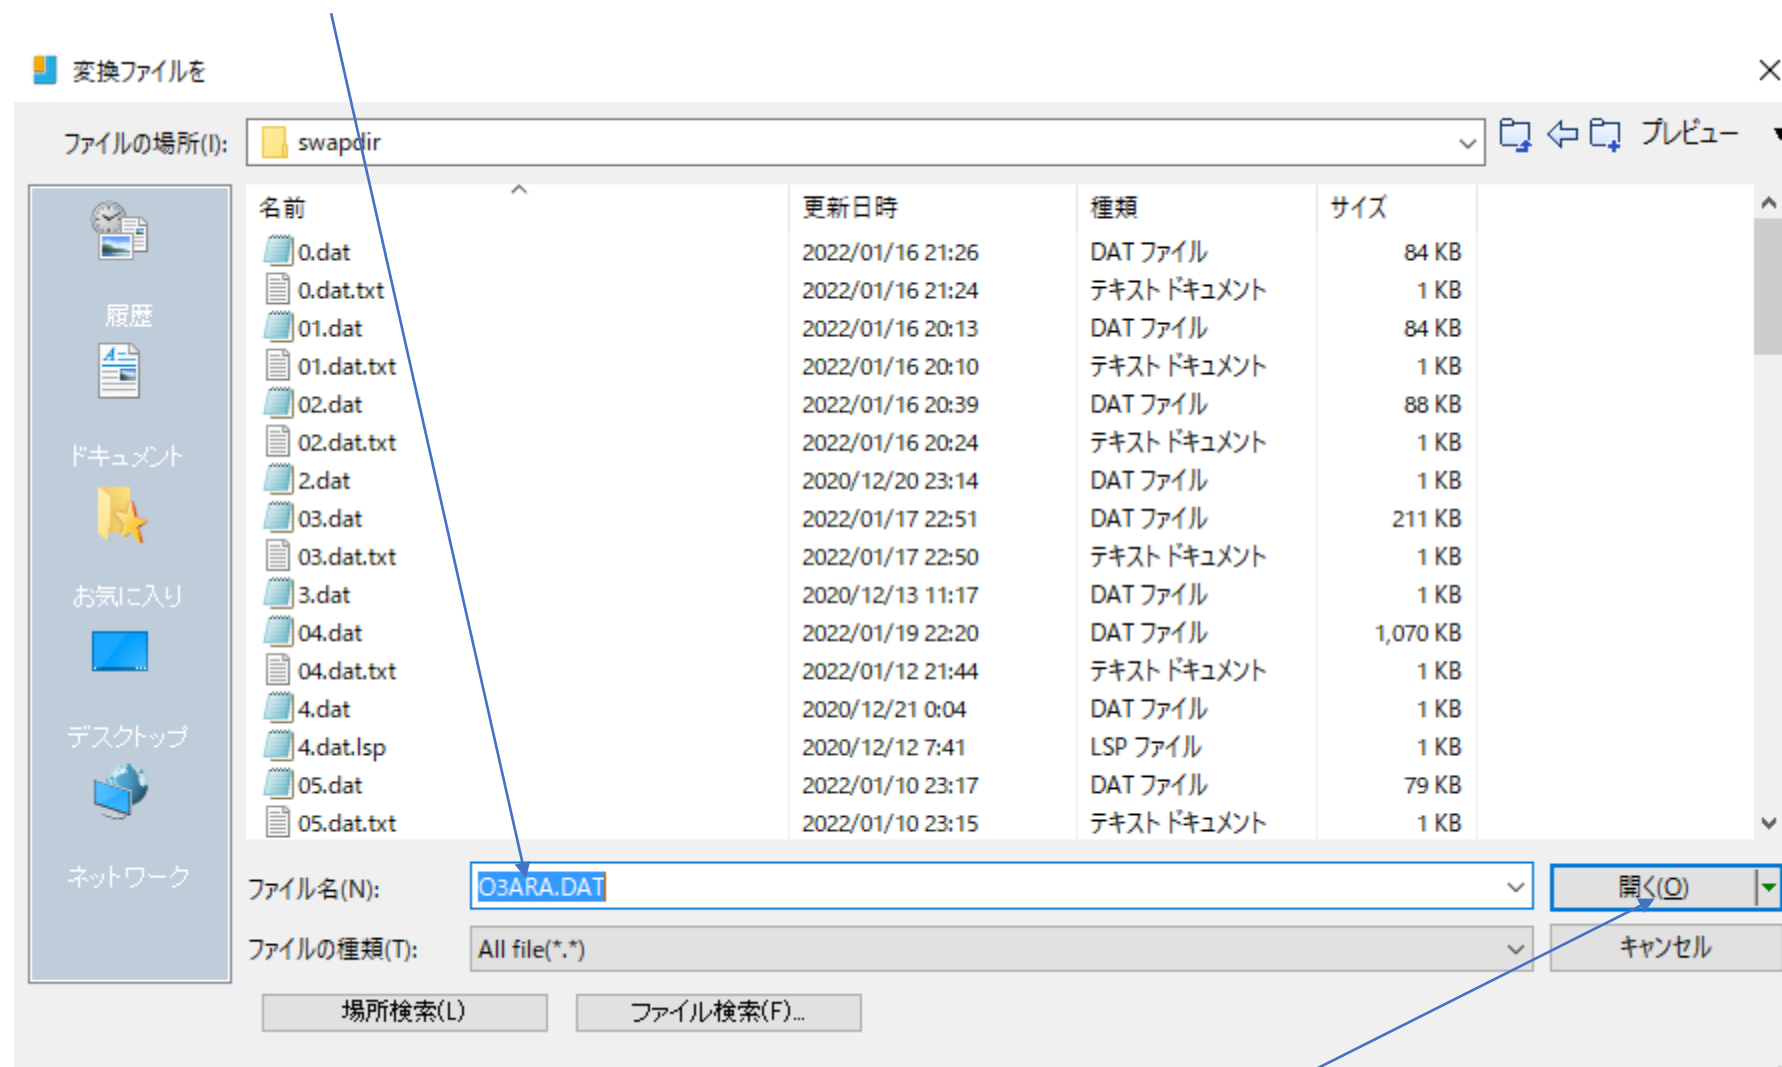 変換ファイルを
ファイルの場所(I): swapdir プレビュー
名前 更新日時 種類 サイズ
0.dat 2022/01/16 21:26 DAT ファイル 84 KB
0.dat.txt 2022/01/16 21:24 テキスト ドキュメント 1 KB
01.dat 2022/01/16 20:13 DAT ファイル 84 KB
01.dat.txt 2022/01/16 20:10 テキスト ドキュメント 1 KB
02.dat 2022/01/16 20:39 DAT ファイル 88 KB
02.dat.txt 2022/01/16 20:24 テキスト ドキュメント 1 KB
2.dat 2020/12/20 23:14 DAT ファイル 1 KB
03.dat 2022/01/17 22:51 DAT ファイル 211 KB
03.dat.txt 2022/01/17 22:50 テキスト ドキュメント 1 KB
3.dat 2020/12/13 11:17 DAT ファイル 1 KB
04.dat 2022/01/19 22:20 DAT ファイル 1,070 KB
04.dat.txt 2022/01/12 21:44 テキスト ドキュメント 1 KB
4.dat 2020/12/21 0:04 DAT ファイル 1 KB
4.dat.lsp 2020/12/12 7:41 LSP ファイル 1 KB
05.dat 2022/01/10 23:17 DAT ファイル 79 KB
05.dat.txt 2022/01/10 23:15 テキスト ドキュメント 1 KB
履歴
ドキュメント
お気に入り
デスクトップ
ネットワーク
ファイル名(N): O3ARA.DAT 開く(O)
ファイルの種類(T): All file(*.*) キャンセル
場所検索(L) ファイル検索(F)...